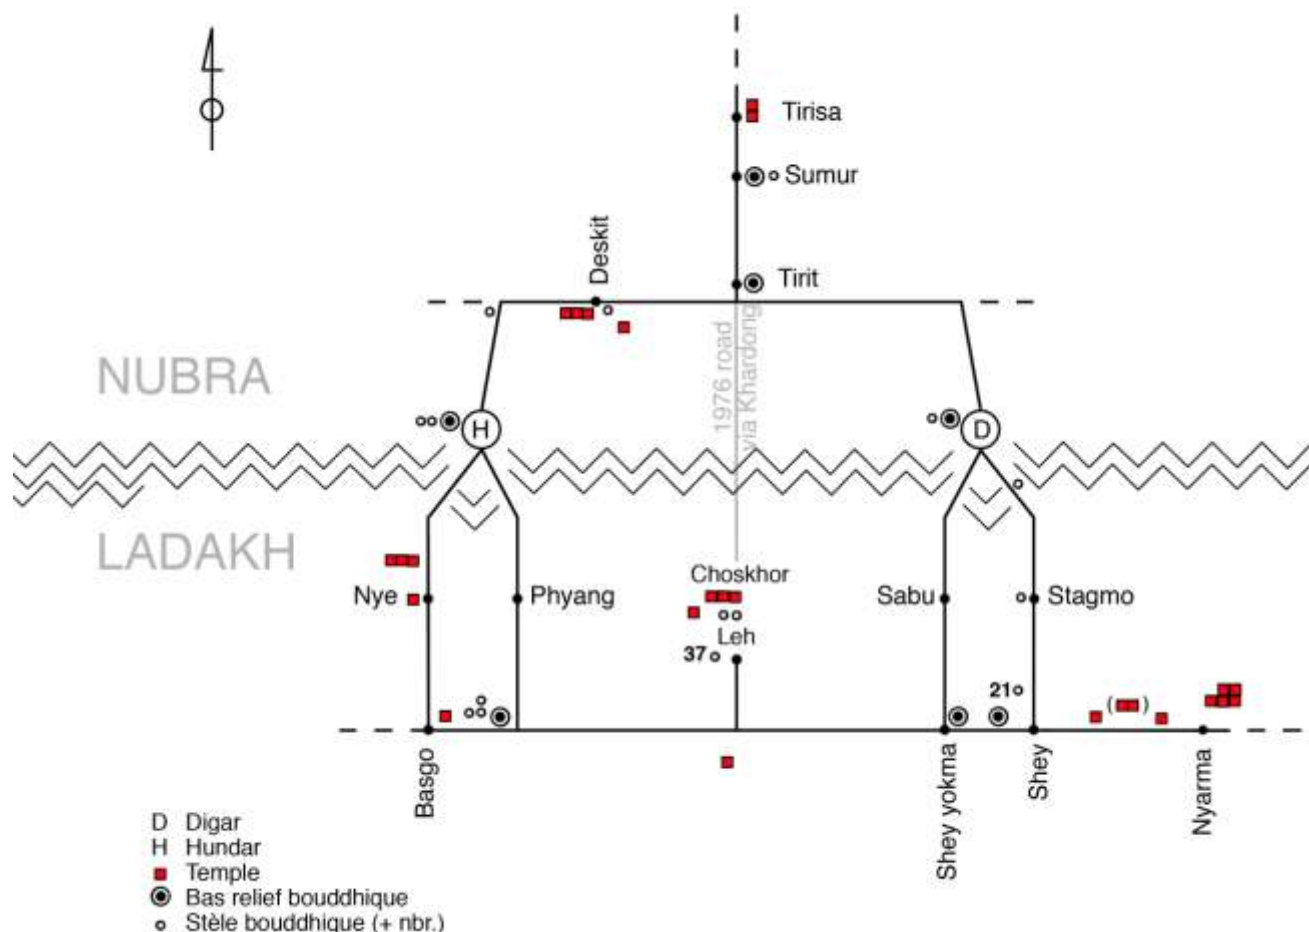 Tirisa
Sumur
Deskit
Tirit
1976 road
via Khardong
NUBRA
H
D
LADAKH
Choskhor
Nye
Phyang
Sabu
Stagmo
Leh
37
21
( )
Basgo
Shey yokma
Shey
Nyarma
D Digar
H Hundar
Temple
Bas relief bouddhique
Stèle bouddhique (+ nbr.)